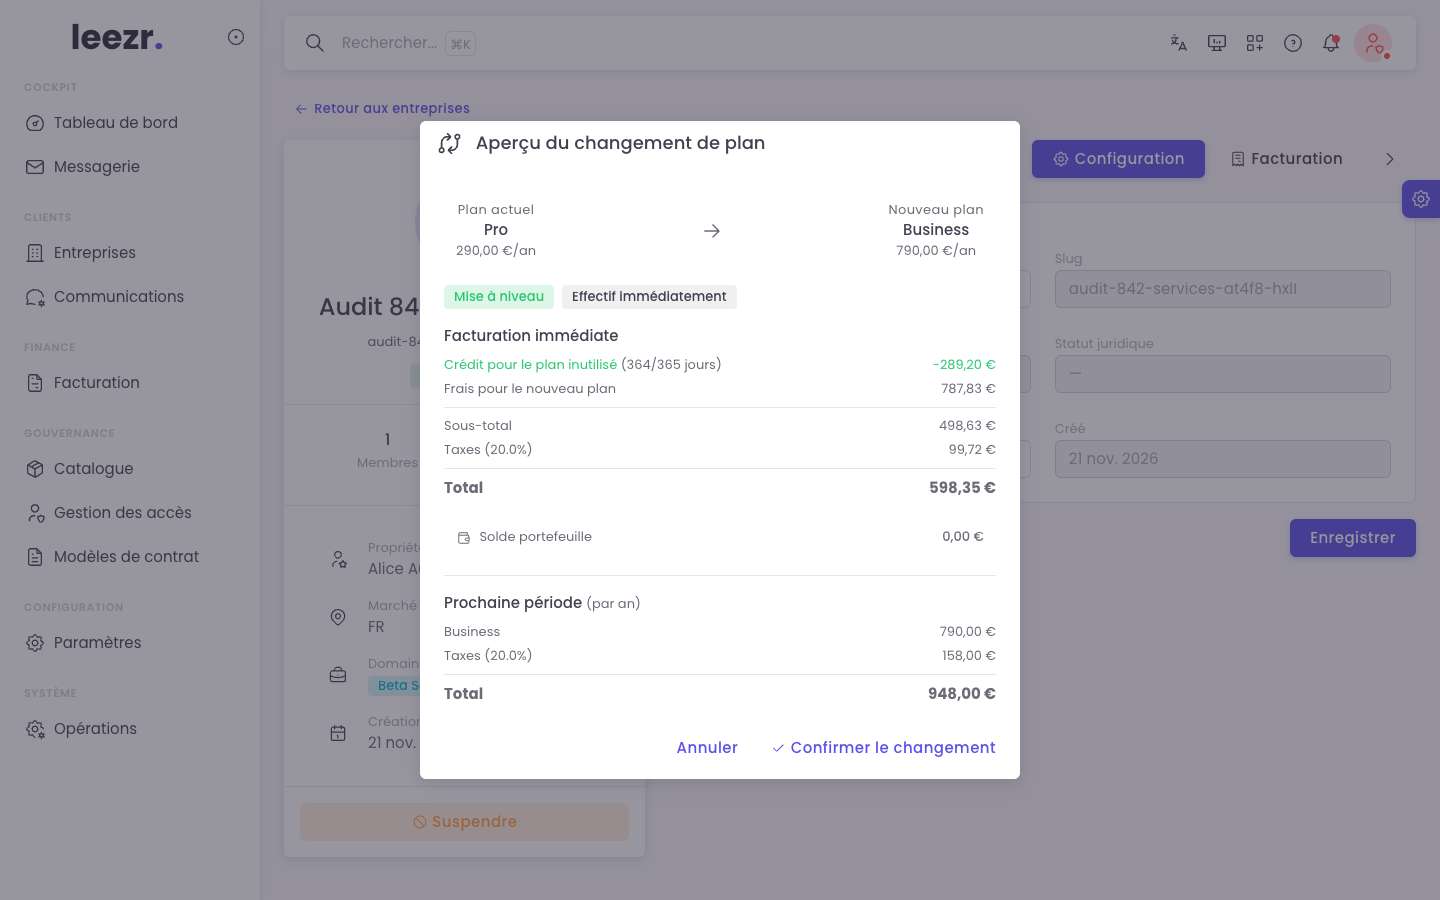 leezr.
COCKPIT
Tableau de bord
Messagerie
CLIENTS
Entreprises
Communications
FINANCE
Facturation
GOUVERNANCE
Catalogue
Gestion des accès
Modèles de contrat
CONFIGURATION
Paramètres
SYSTÈME
Opérations
Rechercher... ⌘K
Retour aux entreprises
Configuration
Facturation
Audit 84
audit-84
1
Membres
Propriét
Alice A
Marché
FR
Domain
Beta S
Création
21 nov.
Suspendre
Slug
audit-842-services-at4f8-hxll
Statut juridique
—
Créé
21 nov. 2026
Enregistrer
Aperçu du changement de plan
Plan actuel
Pro
290,00 €/an
Nouveau plan
Business
790,00 €/an
Mise à niveau Effectif immédiatement
Facturation immédiate
Crédit pour le plan inutilisé (364/365 jours) -289,20 €
Frais pour le nouveau plan 787,83 €
Sous-total 498,63 €
Taxes (20.0%) 99,72 €
Total 598,35 €
Solde portefeuille 0,00 €
Prochaine période (par an)
Business 790,00 €
Taxes (20.0%) 158,00 €
Total 948,00 €
Annuler Confirmer le changement